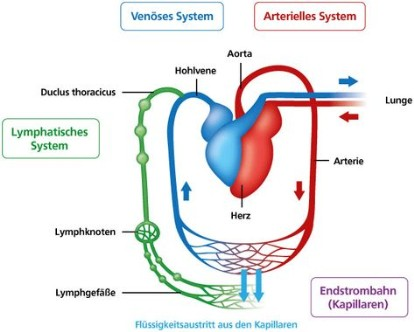 Venöses System
Arterielles System
Aorta
Hohlvene
Duclus thoracicus
Lunge
Lymphatisches
System
Arterie
Herz
Lymphknoten
Lymphgefäße
Endstrombahn
(Kapillaren)
Flüssigkeitsaustritt aus den Kapillaren